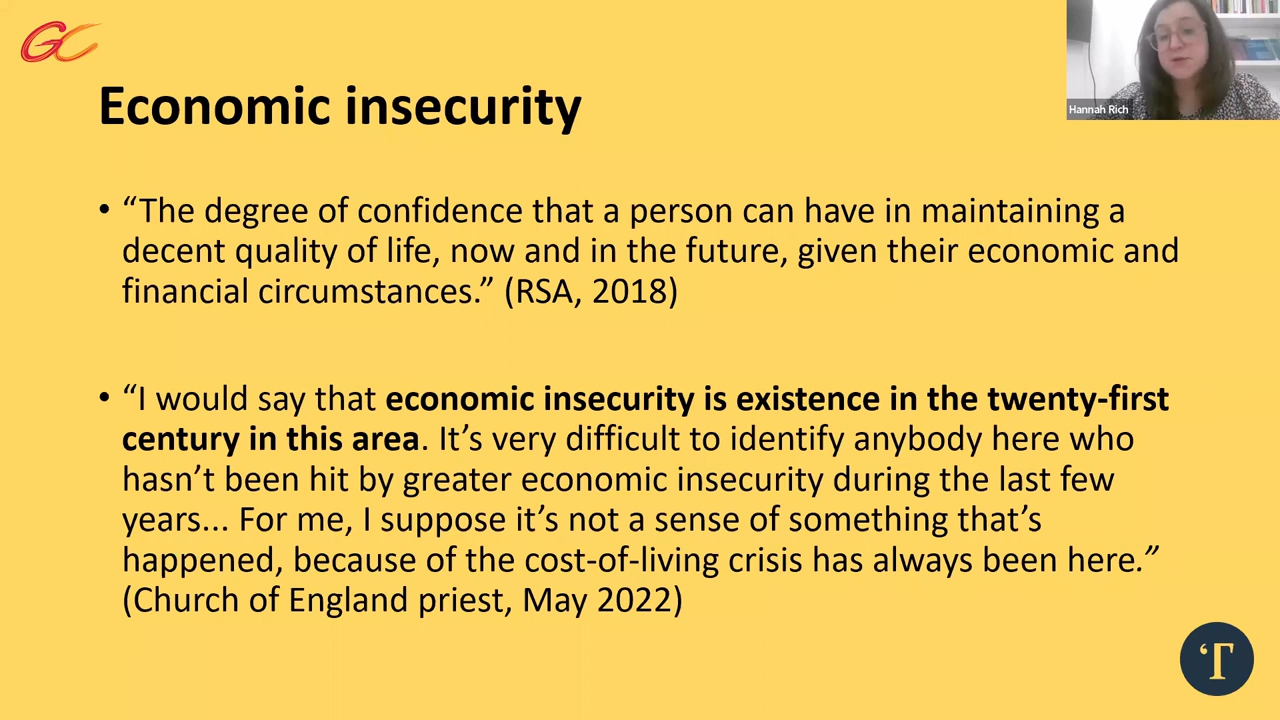 GC
Hannah Rich
Economic insecurity
• “The degree of confidence that a person can have in maintaining a
decent quality of life, now and in the future, given their economic and
financial circumstances.” (RSA, 2018)
• “I would say that economic insecurity is existence in the twenty-first
century in this area. It’s very difficult to identify anybody here who
hasn’t been hit by greater economic insecurity during the last few
years... For me, I suppose it’s not a sense of something that’s
happened, because of the cost-of-living crisis has always been here.”
(Church of England priest, May 2022)
‘T